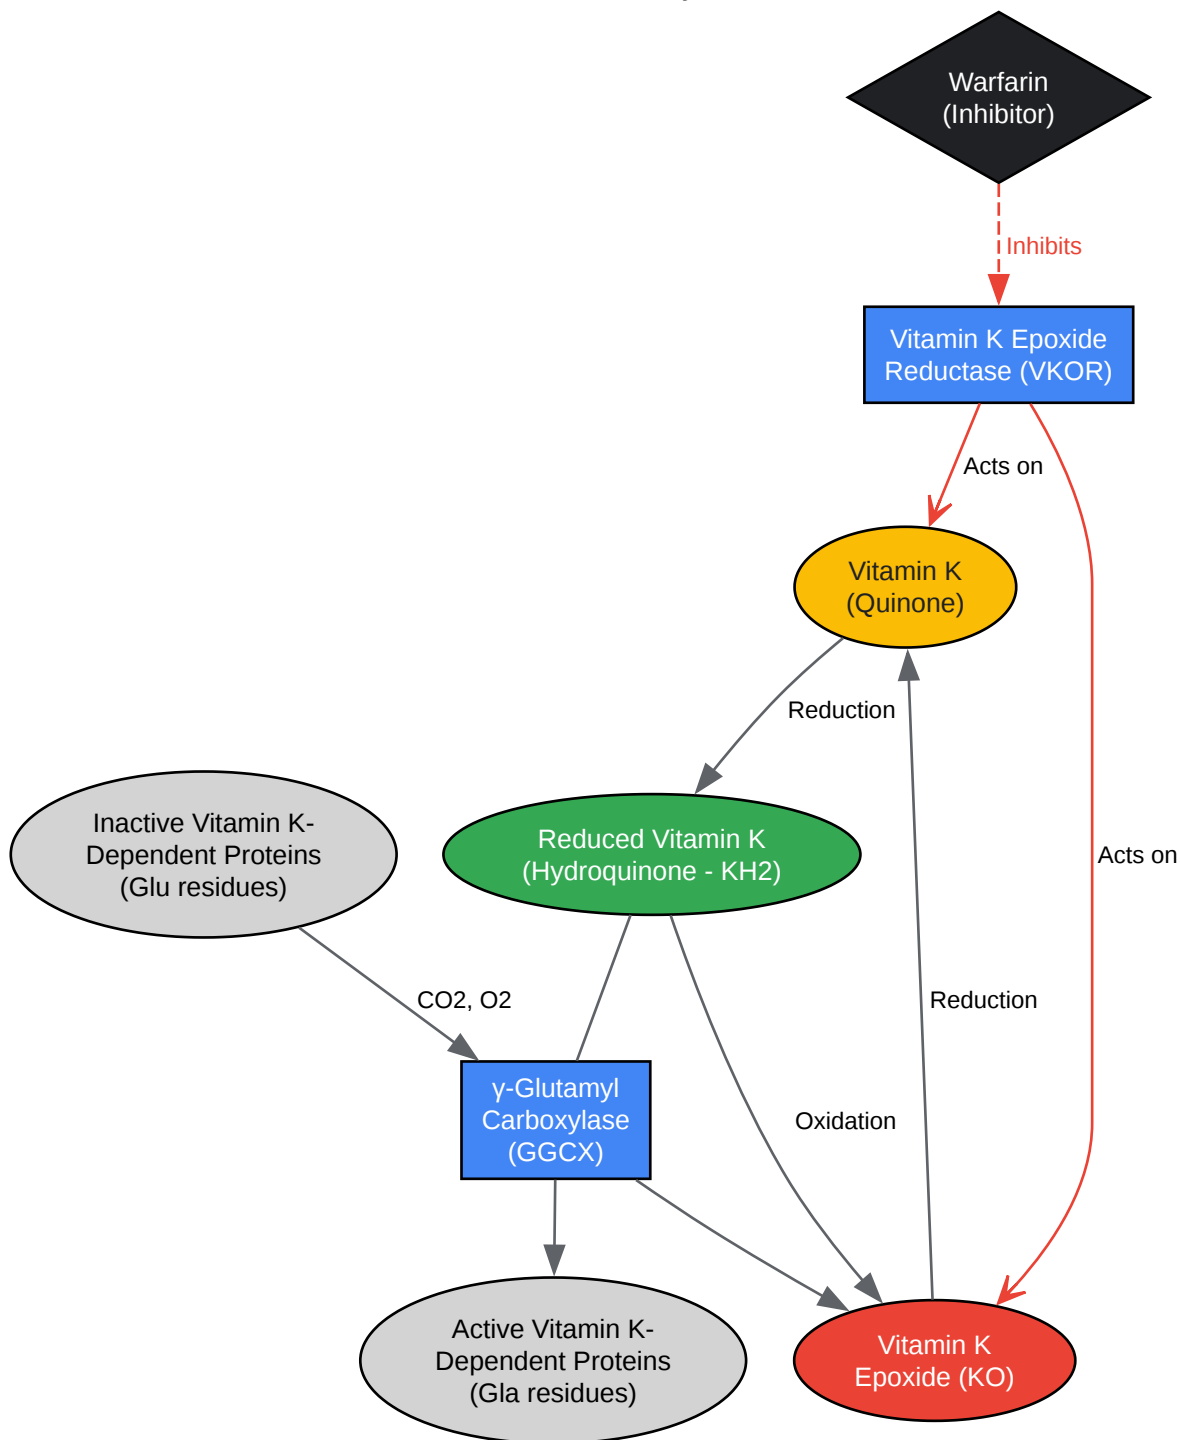 Warfarin
(Inhibitor)
Inhibits
Vitamin K Epoxide
Reductase (VKOR)
Acts on
Vitamin K
(Quinone)
Reduction
Inactive Vitamin K-
Dependent Proteins
(Glu residues)
Reduced Vitamin K
(Hydroquinone - KH2)
Acts on
CO2, O2
Reduction
γ-Glutamyl
Carboxylase
(GGCX)
Oxidation
Active Vitamin K-
Dependent Proteins
(Gla residues)
Vitamin K
Epoxide (KO)